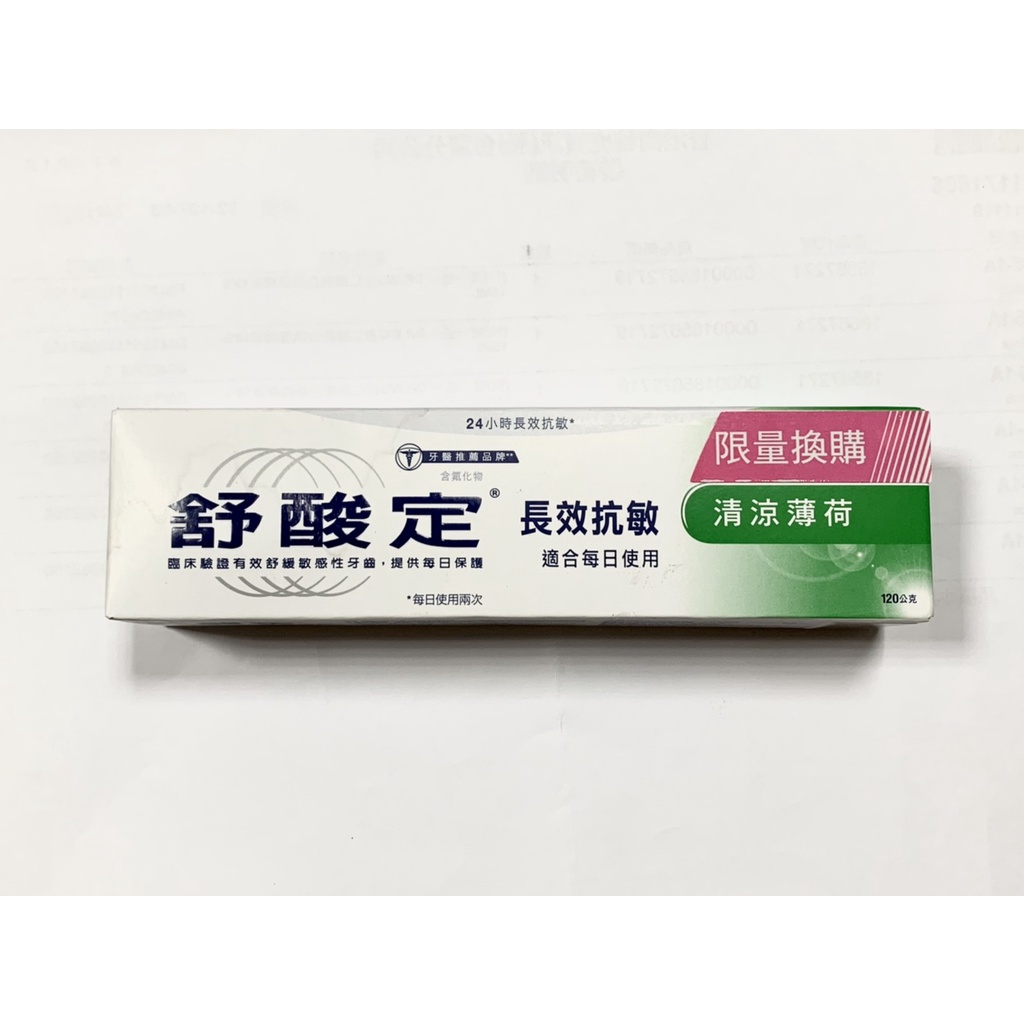 24小時長效抗敏*
牙醫推薦品牌**
含氟化物
舒酸定®
臨床驗證有效舒緩敏感性牙齒，提供每日保護
*每日使用兩次
長效抗敏
適合每日使用
限量換購
清涼薄荷
120公克